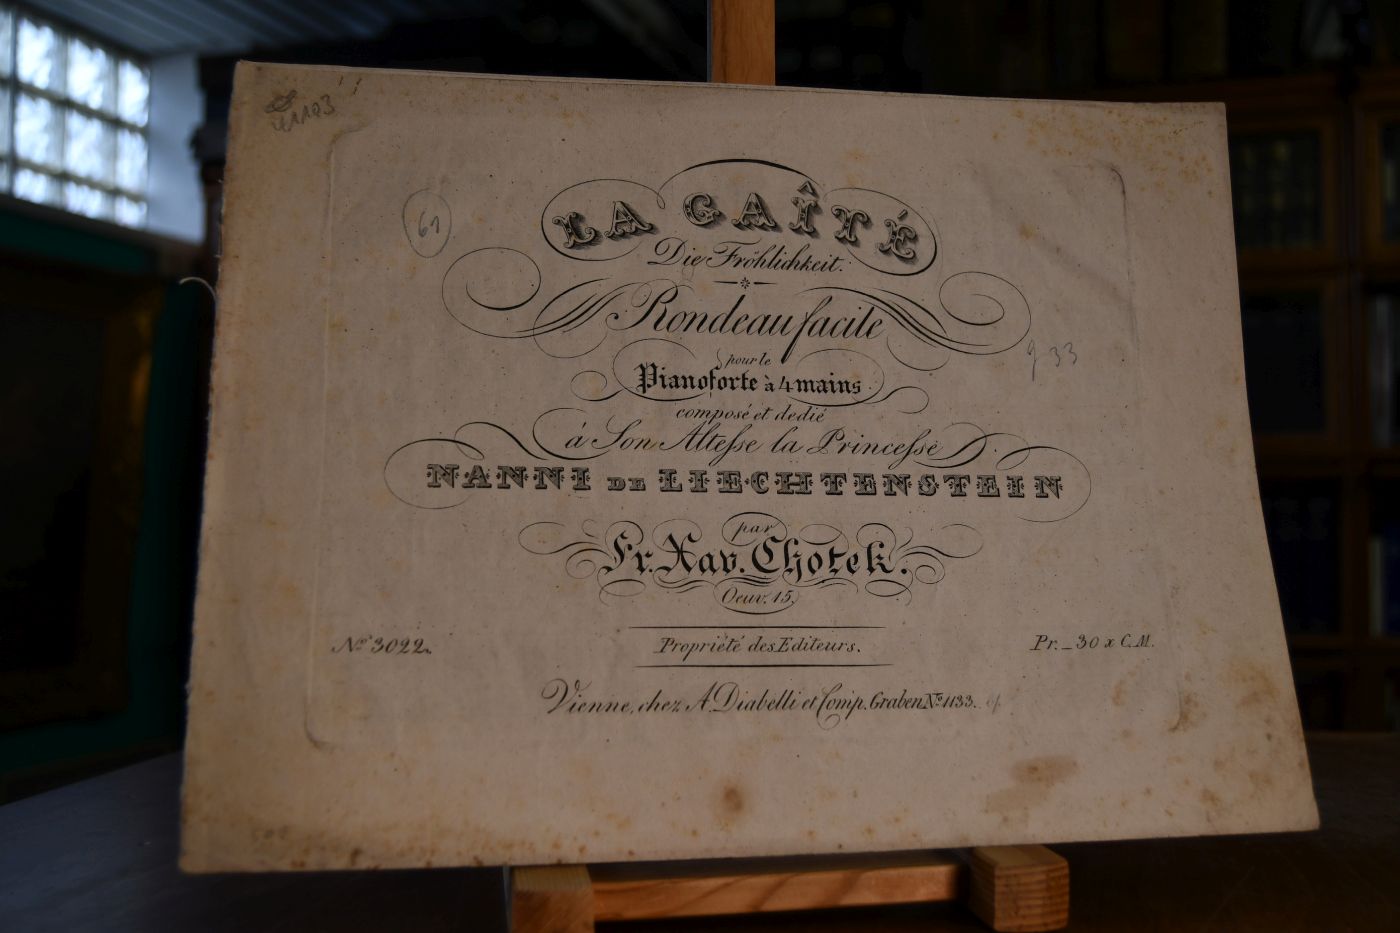 61
LA GAÎTÉ
Die Fröhlichkeit.
Rondeau facile
pour le
Pianoforte à 4 mains
composé et dedié
à Son Altesse la Princesse
NANNI DE LIECHTENSTEIN
par
Fr. Xav. Chotek.
Oeuv. 15.
No. 3022.
Propriété des Editeurs.
Pr. _ 30 x C. M.
Vienne, chez A. Diabelli et Comp. Graben No. 1133.